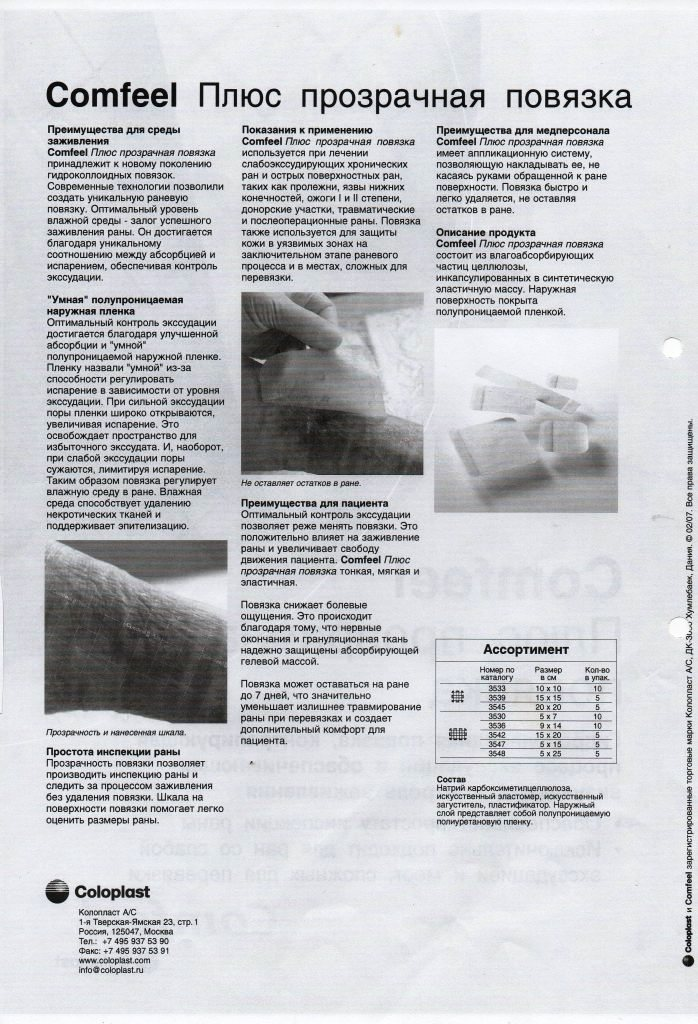 Comfeel Плюс прозрачная повязка
Преимущества для среды
заживления
Comfeel Плюс прозрачная повязка
принадлежит к новому поколению
гидроколлоидных повязок.
Современные технологии позволили
создать уникальную раневую
повязку. Оптимальный уровень
влажной среды - залог успешного
заживления раны. Он достигается
благодаря уникальному
соотношению между абсорбцией и
испарением, обеспечивая контроль
экссудации.
"Умная" полупроницаемая
наружная пленка
Оптимальный контроль экссудации
достигается благодаря улучшенной
абсорбции и "умной"
полупроницаемой наружной пленке.
Пленку назвали "умной" из-за
способности регулировать
испарение в зависимости от уровня
экссудации. При сильной экссудации
поры пленки широко открываются,
увеличивая испарение. Это
освобождает пространство для
избыточного экссудата. И, наоборот,
при слабой экссудации поры
сужаются, лимитируя испарение.
Таким образом повязка регулирует
влажную среду в ране. Влажная
среда способствует удалению
некротических тканей и
поддерживает эпителизацию.
Прозрачность и нанесенная шкала.
Простота инспекции раны
Прозрачность повязки позволяет
производить инспекцию раны и
следить за процессом заживления
без удаления повязки. Шкала на
поверхности повязки помогает легко
оценить размеры раны.
Показания к применению
Comfeel Плюс прозрачная повязка
используется при лечении
слабоэкссудирующих хронических
ран и острых поверхностных ран,
таких как пролежни, язвы нижних
конечностей, ожоги I и II степени,
донорские участки, травматические
и послеоперационные раны. Повязка
также используется для защиты
кожи в уязвимых зонах на
заключительном этапе раневого
процесса и в местах, сложных для
перевязки.
Не оставляет остатков в ране.
Преимущества для пациента
Оптимальный контроль экссудации
позволяет реже менять повязки. Это
положительно влияет на заживление
раны и увеличивает свободу
движения пациента. Comfeel Плюс
прозрачная повязка тонкая, мягкая и
эластичная.
Повязка снижает болевые
ощущения. Это происходит
благодаря тому, что нервные
окончания и грануляционная ткань
надежно защищены абсорбирующей
гелевой массой.
Повязка может оставаться на ране
до 7 дней, что значительно
уменьшает излишнее травмирование
раны при перевязках и создает
дополнительный комфорт для
пациента.
Преимущества для медперсонала
Comfeel Плюс прозрачная повязка
имеет аппликационную систему,
позволяющую накладывать ее, не
касаясь руками обращенной к ране
поверхности. Повязка быстро и
легко удаляется, не оставляя
остатков в ране.
Описание продукта
Comfeel Плюс прозрачная повязка
состоит из влагоабсорбирующих
частиц целлюлозы,
инкапсулированных в синтетическую
эластичную массу. Наружная
поверхность покрыта
полупроницаемой пленкой.
Ассортимент
Номер по каталогу Размер в см Кол-во в упак.
3533 10 x 10 10
3539 15 x 15 5
3545 20 x 20 5
3530 5 x 7 10
3536 9 x 14 10
3542 15 x 20 5
3547 5 x 15 5
3548 5 x 25 5
Состав
Натрий карбоксиметилцеллюлоза,
искусственный эластомер, искусственный
загуститель, пластификатор. Наружный
слой представляет собой полупроницаемую
полиуретановую пленку.
Coloplast
Колопласт А/С
1-я Тверская-Ямская 23, стр.1
Россия, 125047, Москва
Тел.: +7 495 937 53 90
Факс: +7 495 937 53 91
www.coloplast.com
info@coloplast.ru
Coloplast и Comfeel зарегистрированные торговые марки Колопласт А/С, Хумлебаек, Дания. © 02/07. Все права защищены.